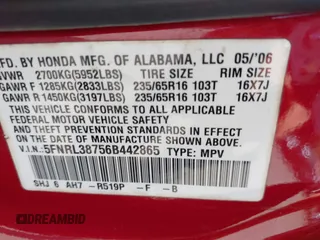 FD. BY HONDA MFG. OF ALABAMA, LLC 05/'06
VWR 2700KG(5952LBS) TIRE SIZE RIM SIZE
GAWR F 1285KG(2833LBS) 235/65R16 103T 16X7J
GAWR R 1450KG(3197LBS) 235/65R16 103T 16X7J
THIS VEHICLE CONFORMS TO ALL APPLICABLE
FEDERAL MOTOR VEHICLE SAFETY AND
THEFT PREVENTION STANDARDS IN EFFECT
ON THE DATE OF MANUFACTURE SHOWN ABOVE.
V.I.N. 5FNRL38756B442865 TYPE: MPV
SHJ 6 AH7 -R519P -F -B
DREAMBID